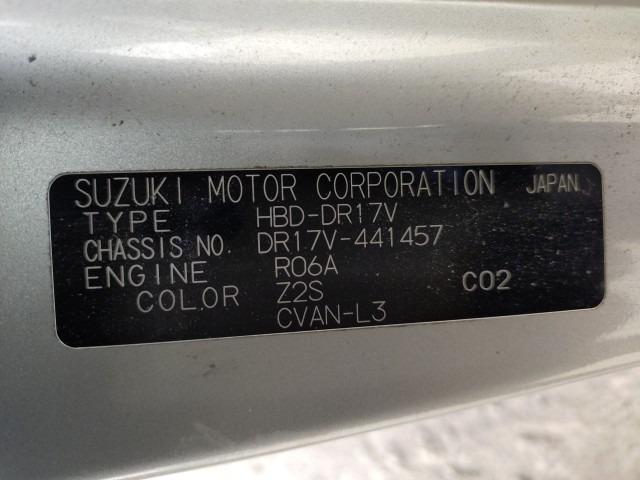 SUZUKI MOTOR CORPORATION JAPAN
TYPE HBD-DR17V
CHASSIS NO. DR17V-441457
ENGINE R06A
COLOR Z2S C02
CVAN-L3